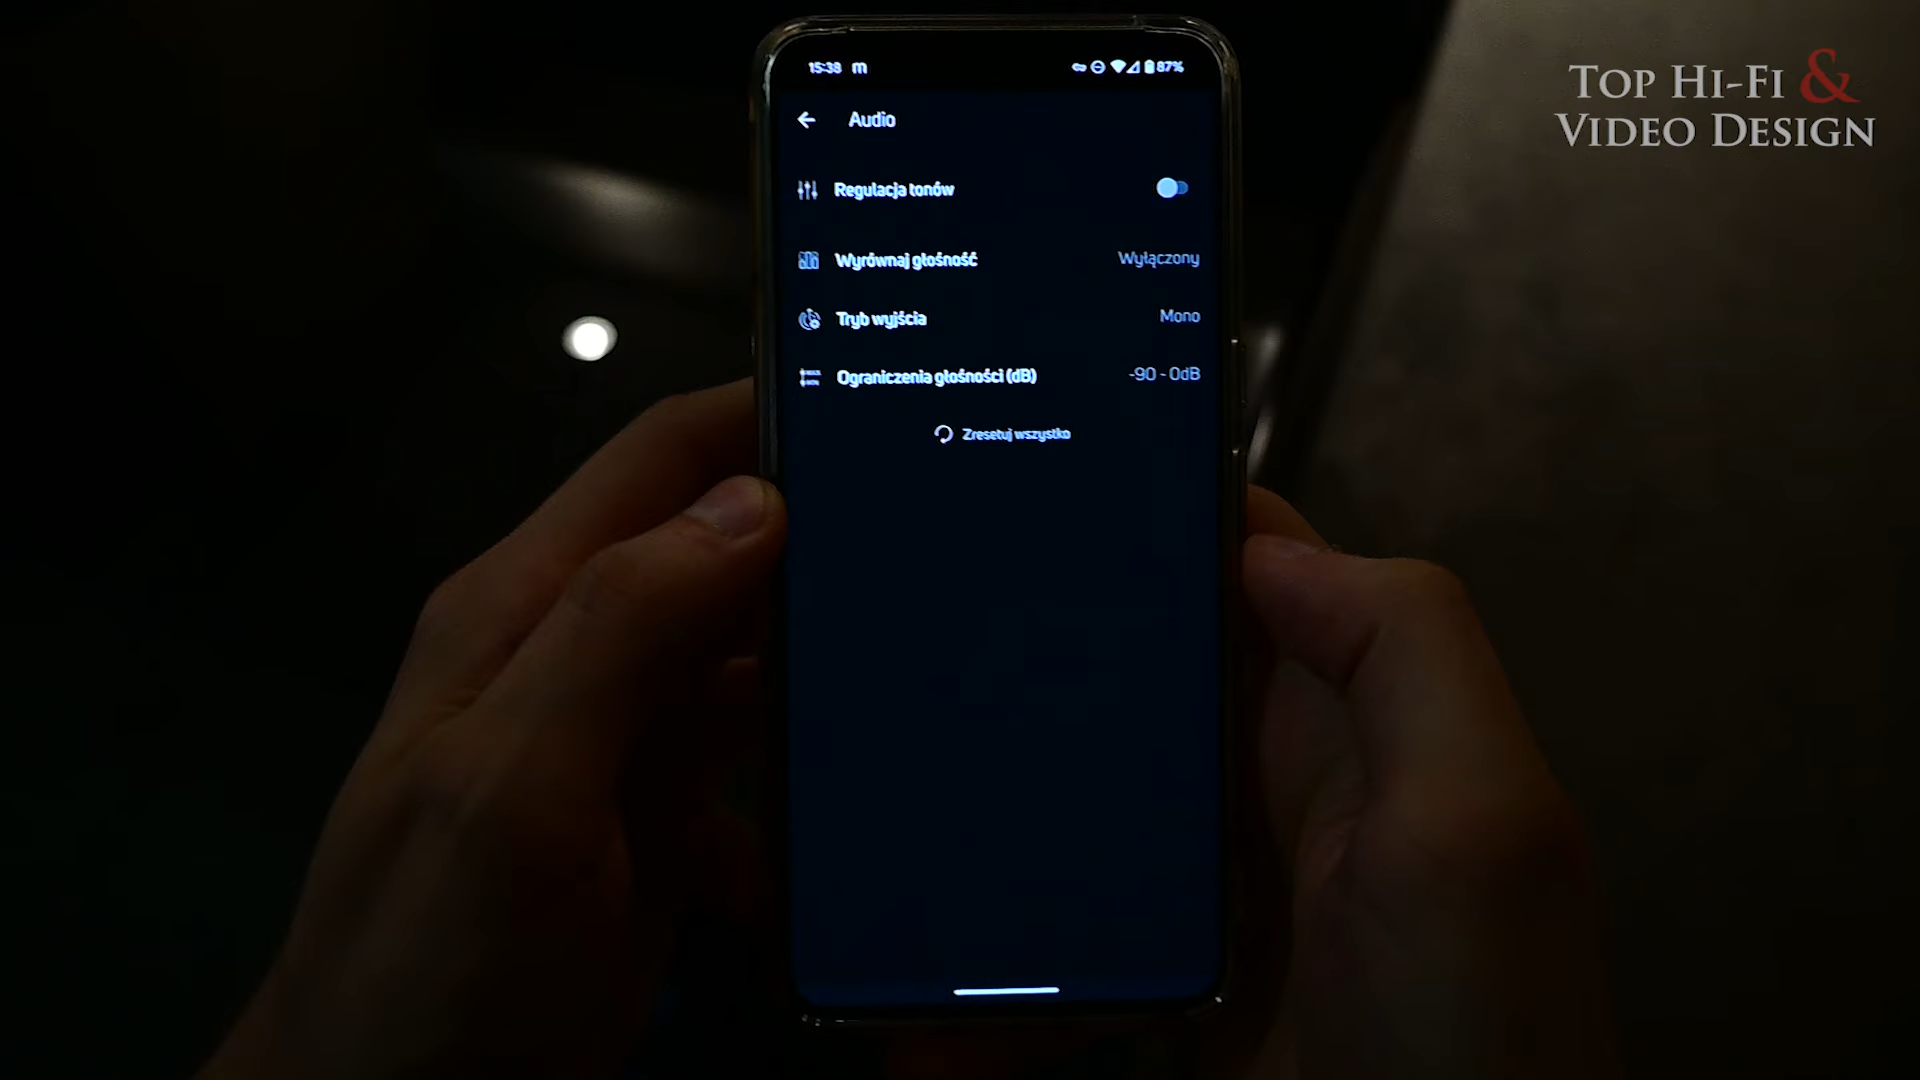 TOP HI-FI &
VIDEO DESIGN
15:38 m 87%
Audio
Regulacja tonów
Wyrównaj głośność Wyłączony
Tryb wyjścia Mono
Ograniczenia głośności (dB) -90 - 0dB
Zresetuj wszystko